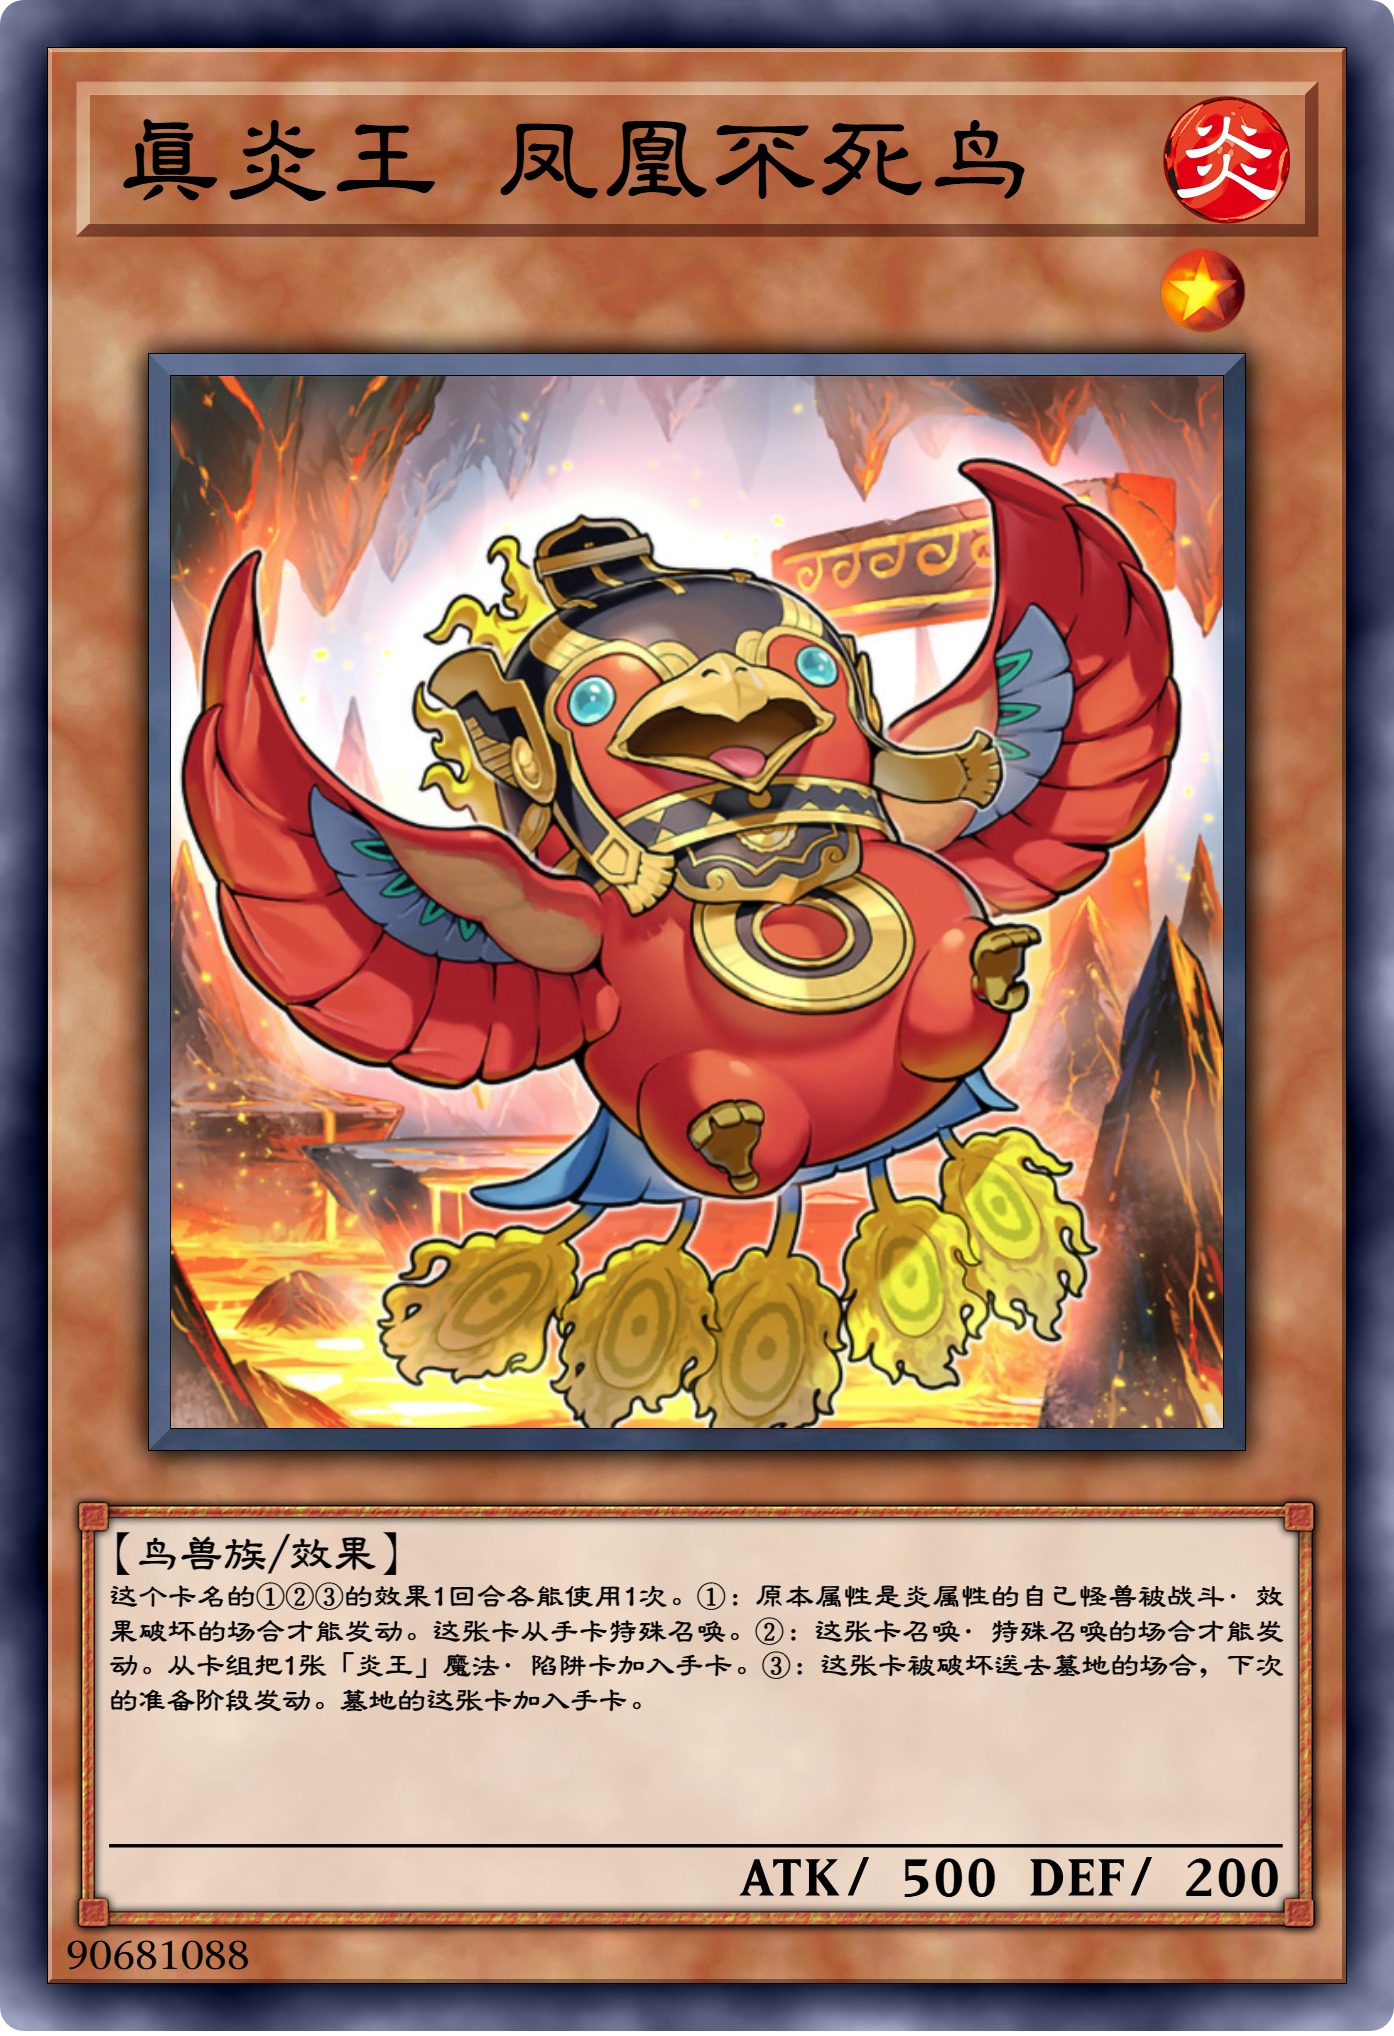 眞炎王 凤凰不死鸟
炎
【鸟兽族/效果】
这个卡名的①②③的效果1回合各能使用1次。①：原本属性是炎属性的自己怪兽被战斗·效
果破坏的场合才能发动。这张卡从手卡特殊召唤。②：这张卡召唤·特殊召唤的场合才能发
动。从卡组把1张「炎王」魔法·陷阱卡加入手卡。③：这张卡被破坏送去墓地的场合，下次
的准备阶段发动。墓地的这张卡加入手卡。
ATK/ 500 DEF/ 200
90681088